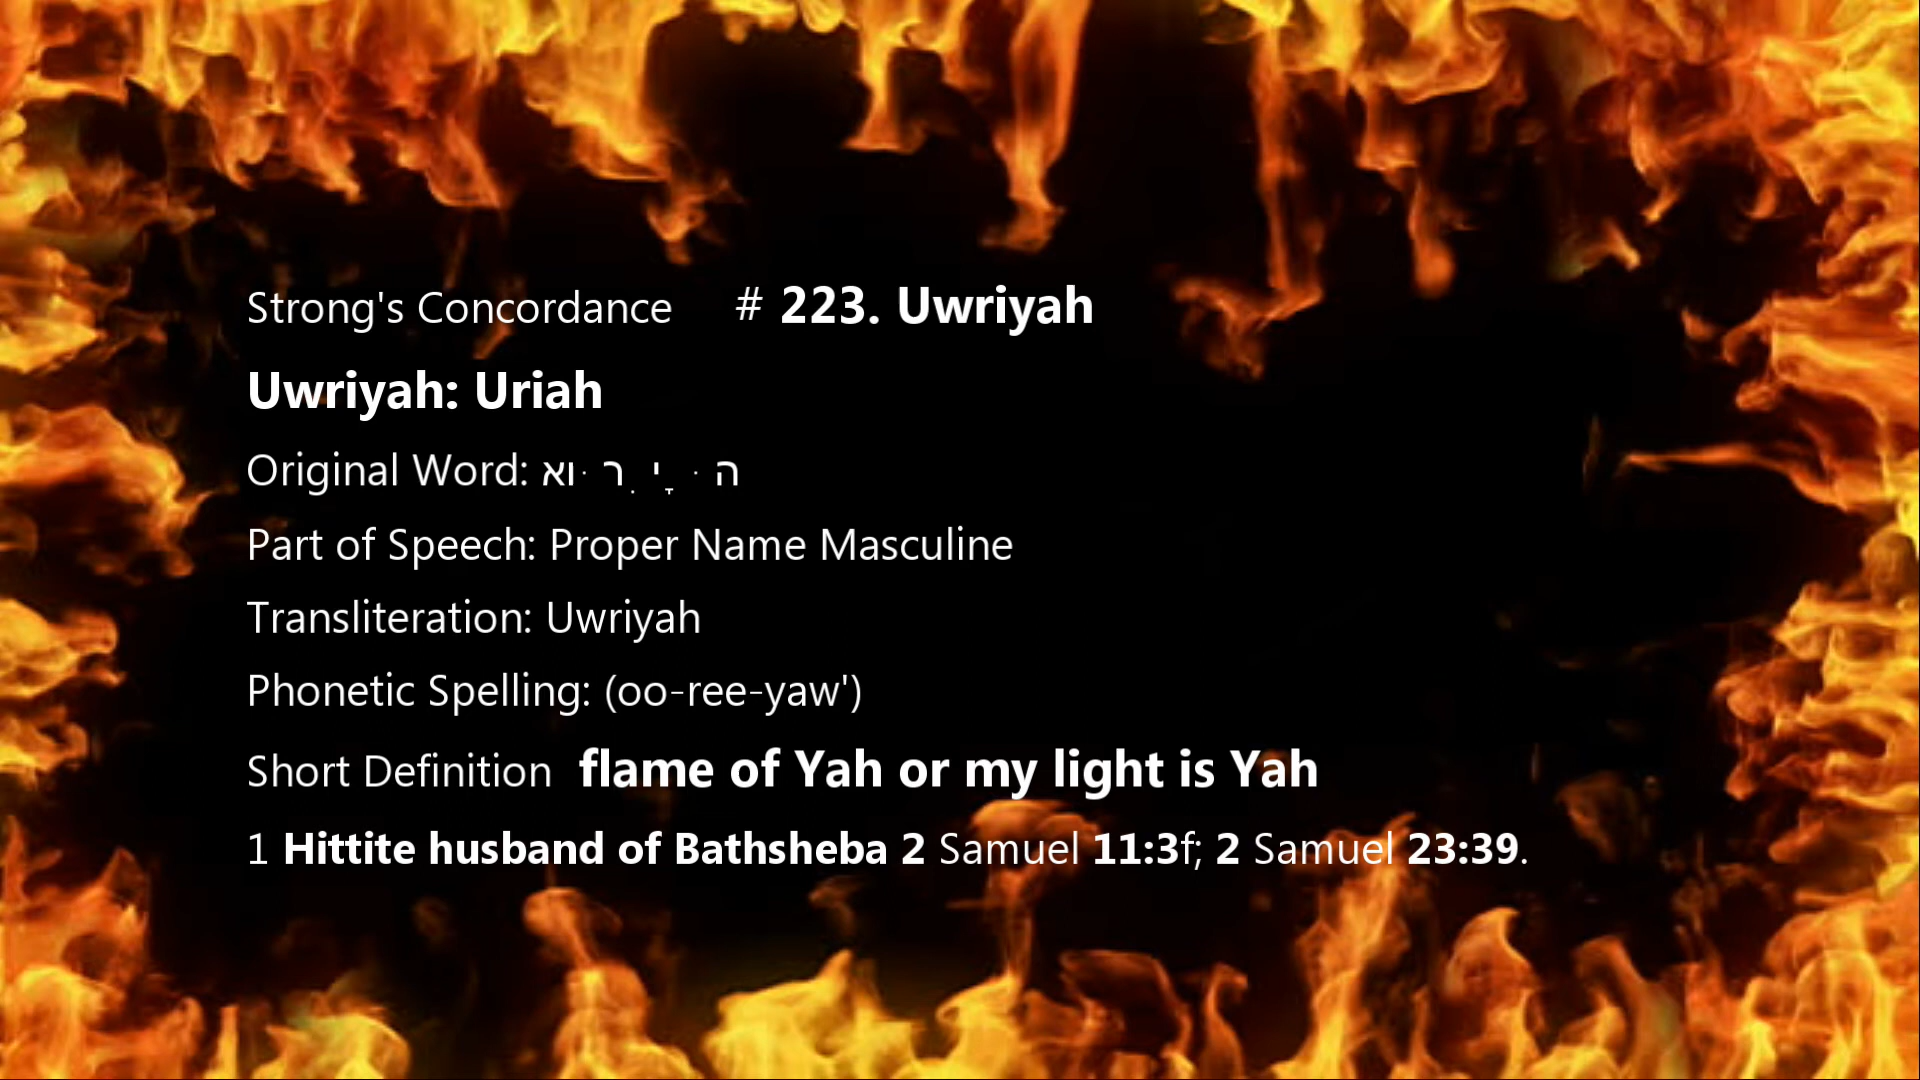 Strong's Concordance # 223. Uwriyah
Uwriyah: Uriah
Original Word: אוּרִיָּה
Part of Speech: Proper Name Masculine
Transliteration: Uwriyah
Phonetic Spelling: (oo-ree-yaw')
Short Definition flame of Yah or my light is Yah
1 Hittite husband of Bathsheba 2 Samuel 11:3f; 2 Samuel 23:39.